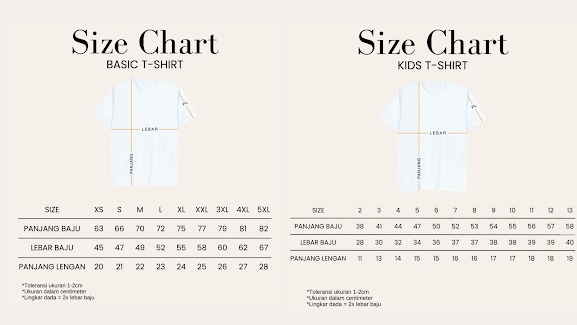 Size Chart
BASIC T-SHIRT
LEBAR
PANJANG
SIZE XS S M L XL XXL 3XL 4XL 5XL
PANJANG BAJU 63 66 70 72 75 77 79 81 82
LEBAR BAJU 45 47 49 52 55 58 60 62 67
PANJANG LENGAN 20 21 22 23 24 25 26 27 28
*Toleransi ukuran 1-2cm
*Ukuran dalam centimeter
*Lingkar dada = 2x lebar baju
Size Chart
KIDS T-SHIRT
LEBAR
PANJANG
SIZE 2 3 4 5 6 7 8 9 10 11 12 13
PANJANG BAJU 38 41 44 47 50 52 53 54 55 56 57 58
LEBAR BAJU 28 30 32 34 36 37 37 38 38 39 39 40
PANJANG LENGAN 11 13 14 15 15 16 16 17 17 18 18 19
*Toleransi ukuran 1-2cm
*Ukuran dalam centimeter
*Lingkar dada = 2x lebar baju